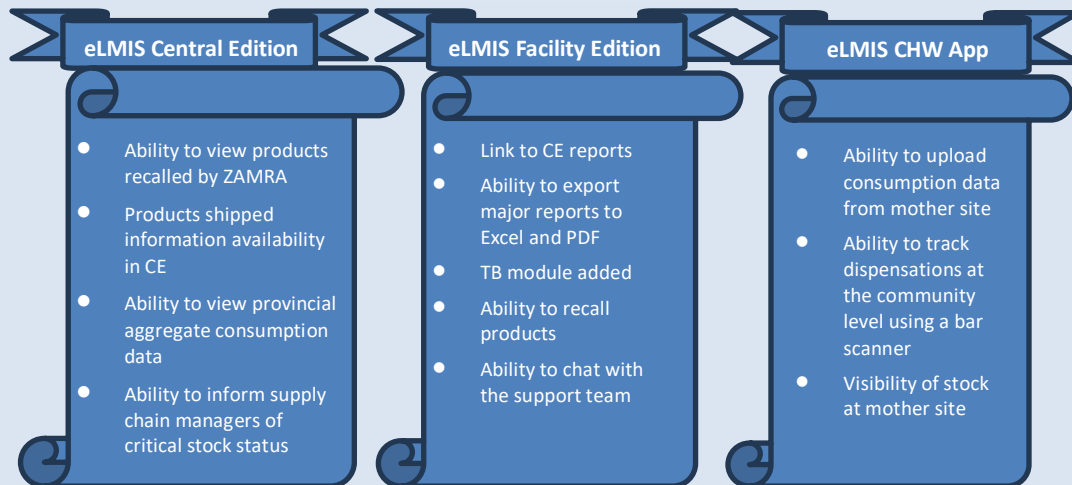 eLMIS Central Edition
● Ability to view products
recalled by ZAMRA
● Products shipped
information availability
in CE
● Ability to view provincial
aggregate consumption
data
● Ability to inform supply
chain managers of
critical stock status
eLMIS Facility Edition
● Link to CE reports
● Ability to export
major reports to
Excel and PDF
● TB module added
● Ability to recall
products
● Ability to chat with
the support team
eLMIS CHW App
● Ability to upload
consumption data
from mother site
● Ability to track
dispensations at
the community
level using a bar
scanner
● Visibility of stock
at mother site